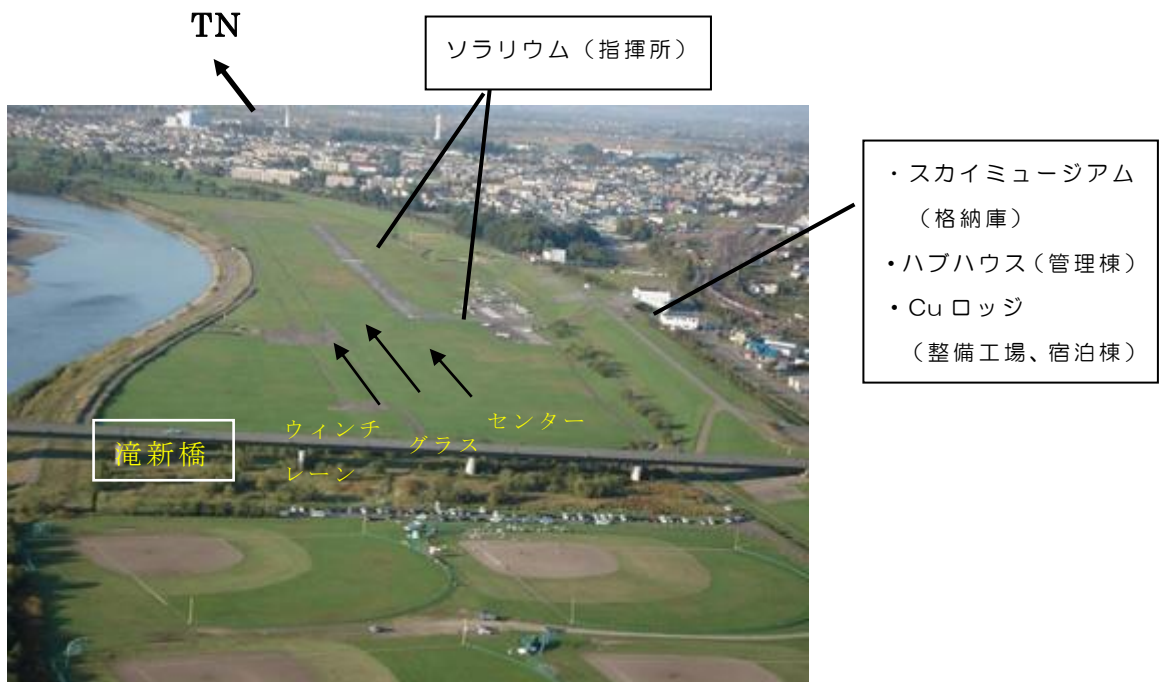 TN
ソラリウム（指揮所）
・スカイミュージアム
（格納庫）
・ハブハウス（管理棟）
・Cu ロッジ
（整備工場、宿泊棟）
センター
グラス
ウィンチ
レーン
滝新橋